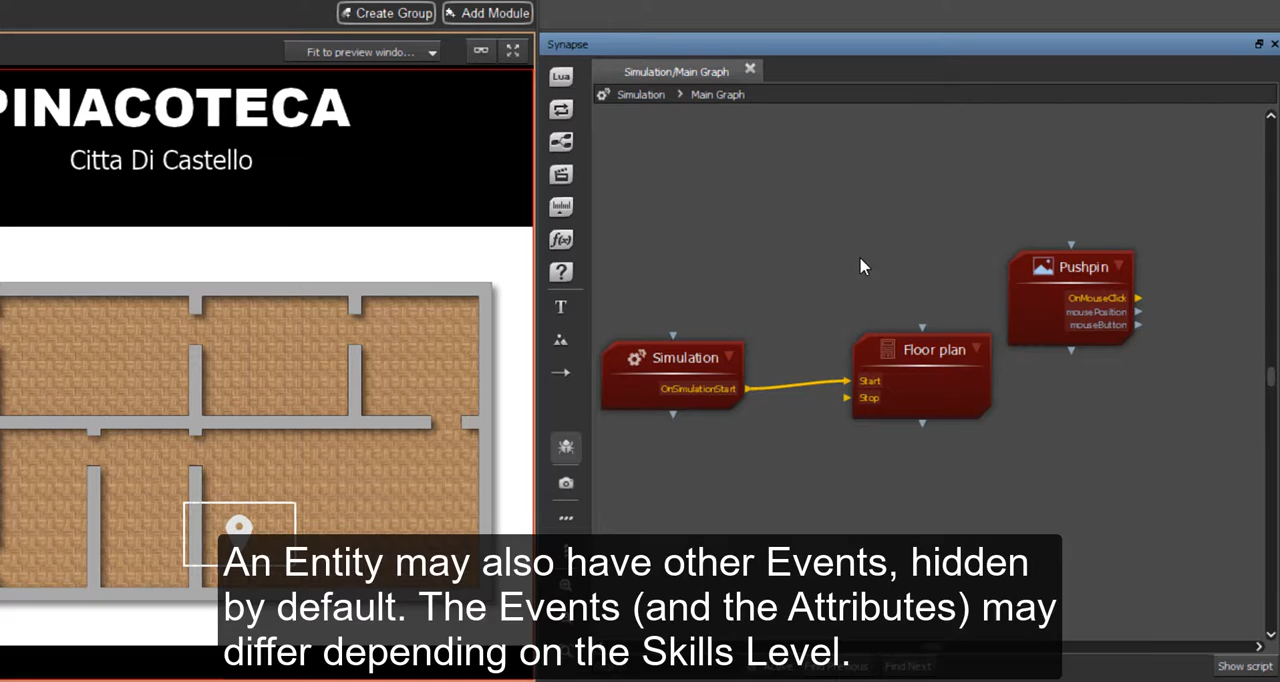 Create Group
Add Module
Fit to preview windo...
Synapse
Simulation/Main Graph
Simulation > Main Graph
PINACOTECA
Citta Di Castello
Lua
f(x)
?
T
Pushpin
OnMouseClick
mousePosition
mouseButton
Simulation
OnSimulationStart
Floor plan
Start
Stop
An Entity may also have other Events, hidden
by default. The Events (and the Attributes) may
differ depending on the Skills Level.
Find Next
Show script